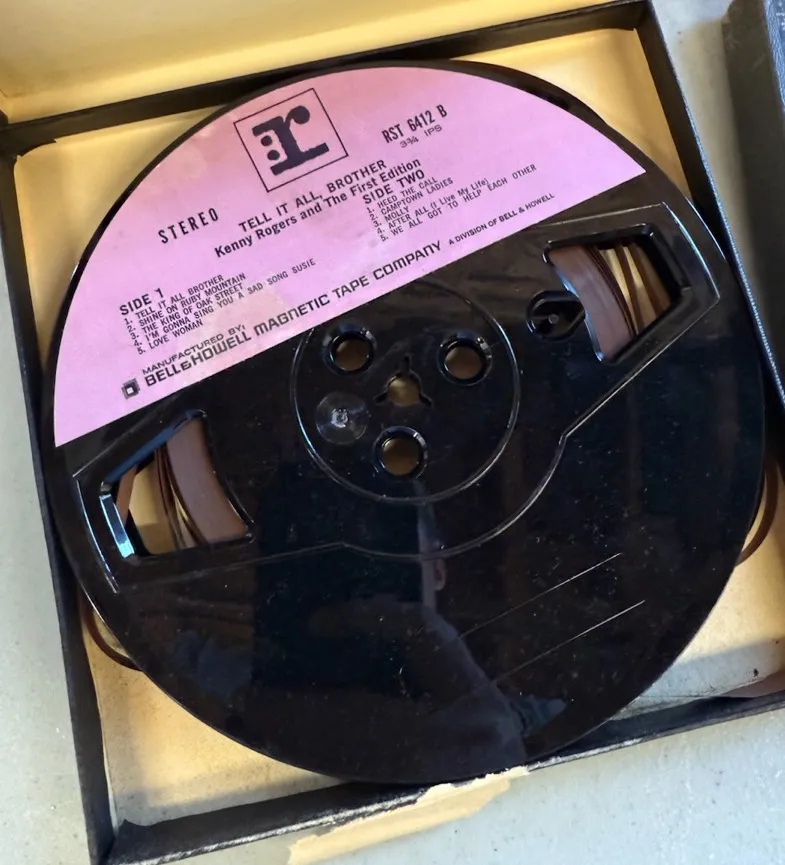 r:
RST 6412 B
3¾ IPS
STEREO
TELL IT ALL, BROTHER
Kenny Rogers and The First Edition
SIDE 1
1. TELL IT ALL BROTHER
2. SHINE ON RUBY MOUNTAIN
3. THE KING OF OAK STREET
4. I'M GONNA SING YOU A SAD SONG SUSIE
5. LOVE WOMAN
SIDE TWO
1. HEED THE CALL
2. CAMPTOWN LADIES
3. MOLLY
4. AFTER ALL (I Live My Life)
5. WE ALL GOT TO HELP EACH OTHER
MANUFACTURED BY:
BELL & HOWELL MAGNETIC TAPE COMPANY A DIVISION OF BELL & HOWELL